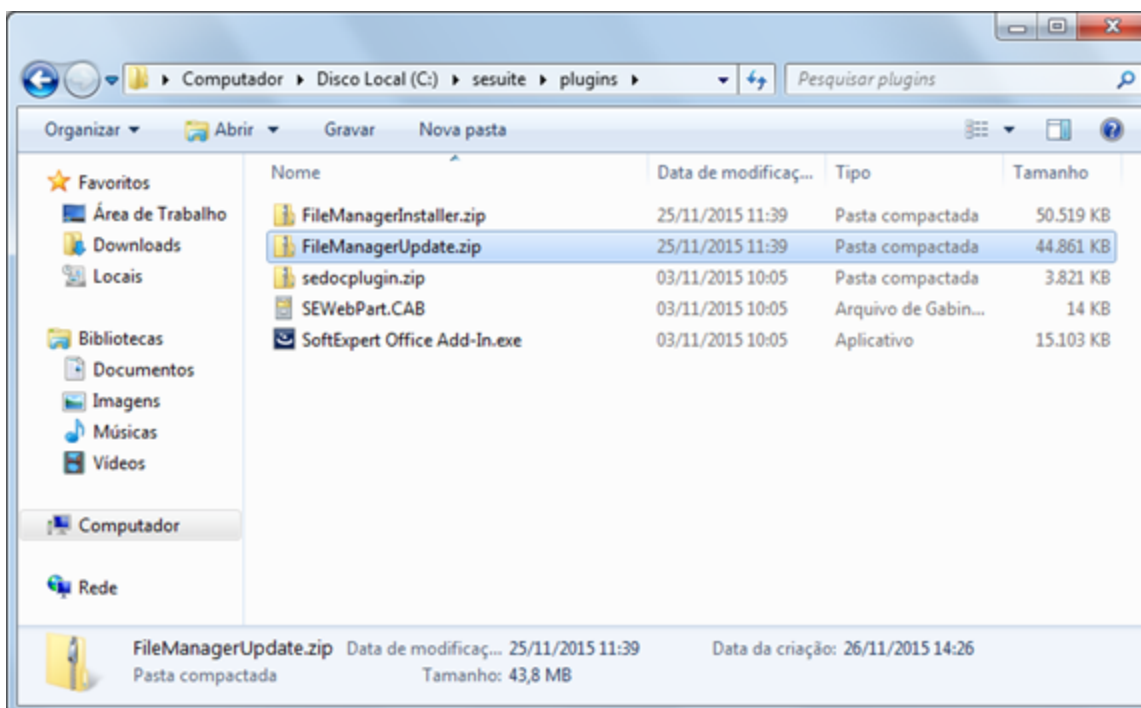 Computador Disco Local (C:) sesuite plugins Pesquisar plugins
Organizar Abrir Gravar Nova pasta
Favoritos
Área de Trabalho
Downloads
Locais
Bibliotecas
Documentos
Imagens
Músicas
Vídeos
Computador
Rede
Nome Data de modificaç... Tipo Tamanho
FileManagerInstaller.zip 25/11/2015 11:39 Pasta compactada 50.519 KB
FileManagerUpdate.zip 25/11/2015 11:39 Pasta compactada 44.861 KB
sedocplugin.zip 03/11/2015 10:05 Pasta compactada 3.821 KB
SEWebPart.CAB 03/11/2015 10:05 Arquivo de Gabin... 14 KB
SoftExpert Office Add-In.exe 03/11/2015 10:05 Aplicativo 15.103 KB
FileManagerUpdate.zip Data de modificaç... 25/11/2015 11:39 Data da criação: 26/11/2015 14:26
Pasta compactada Tamanho: 43,8 MB